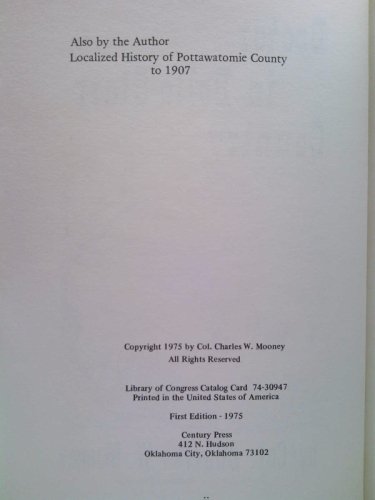 Also by the Author
Localized History of Pottawatomie County
to 1907
Copyright 1975 by Col. Charles W. Mooney
All Rights Reserved
Library of Congress Catalog Card 74-30947
Printed in the United States of America
First Edition - 1975
Century Press
412 N. Hudson
Oklahoma City, Oklahoma 73102